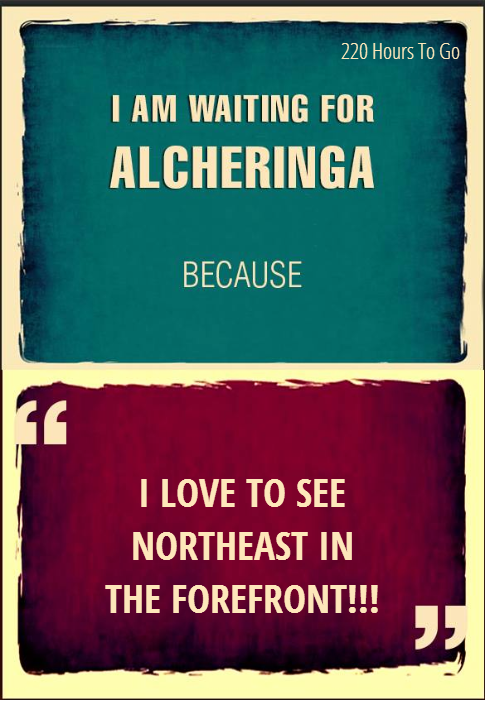 220 Hours To Go
I AM WAITING FOR
ALCHERINGA
BECAUSE
“
I LOVE TO SEE
NORTHEAST IN
THE FOREFRONT!!!
”